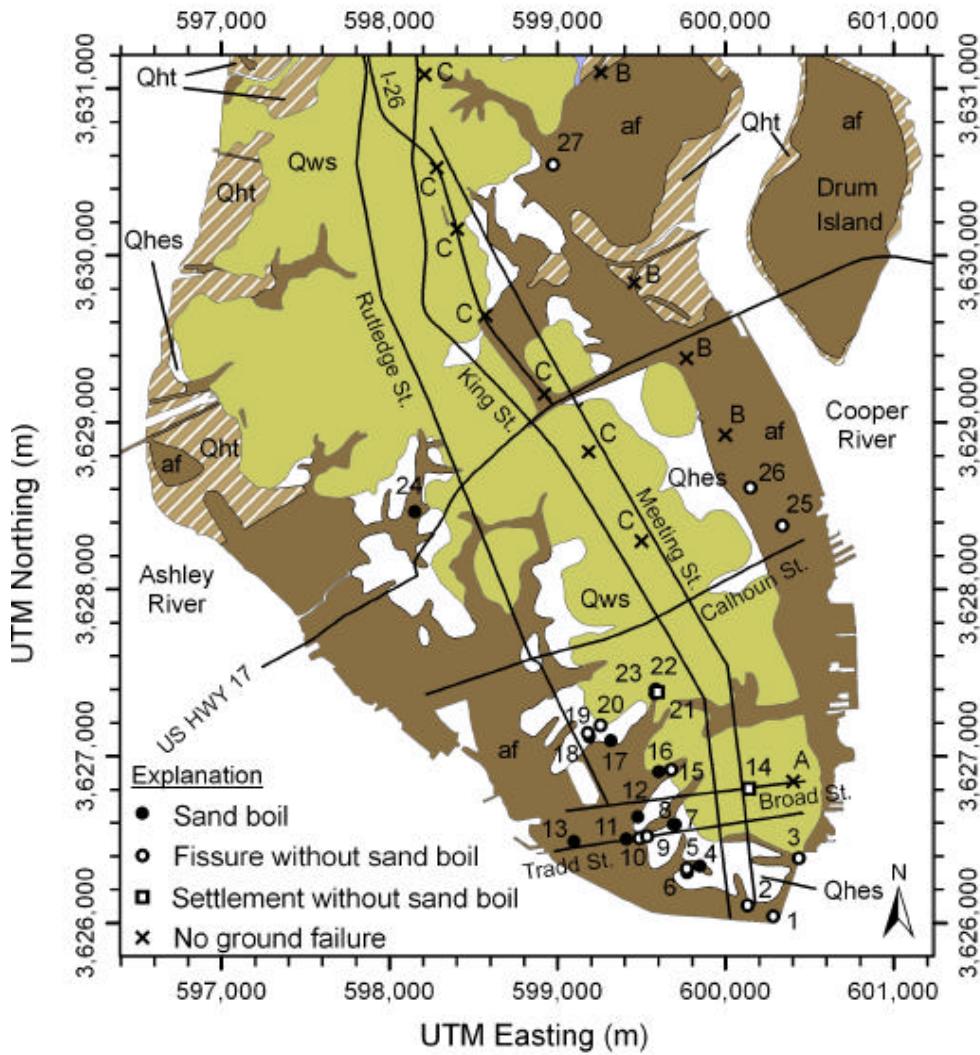 597,000 598,000 599,000 600,000 601,000
3,631,000
3,630,000
3,629,000
3,628,000
3,627,000
3,626,000
UTM Northing (m)
3,631,000
3,630,000
3,629,000
3,628,000
3,627,000
3,626,000
597,000 598,000 599,000 600,000 601,000
UTM Easting (m)
Qht
I-26
C
B
af
Qht
af
27
Qws
Qht
C
Drum
Island
Qhes
C
B
Rutledge St.
C
King St.
C
B
B
Cooper
River
af
Qht
af
C
Qhes
26
25
24
Meeting St.
C
Ashley
River
Qws
Calhoun St.
US HWY 17
23
22
21
20
19
18
17
af
16
15
14
A
Broad St.
12
13
11
8
7
10
9
Tradd St.
5
4
6
3
2
1
Qhes
N
Explanation
Sand boil
Fissure without sand boil
Settlement without sand boil
No ground failure